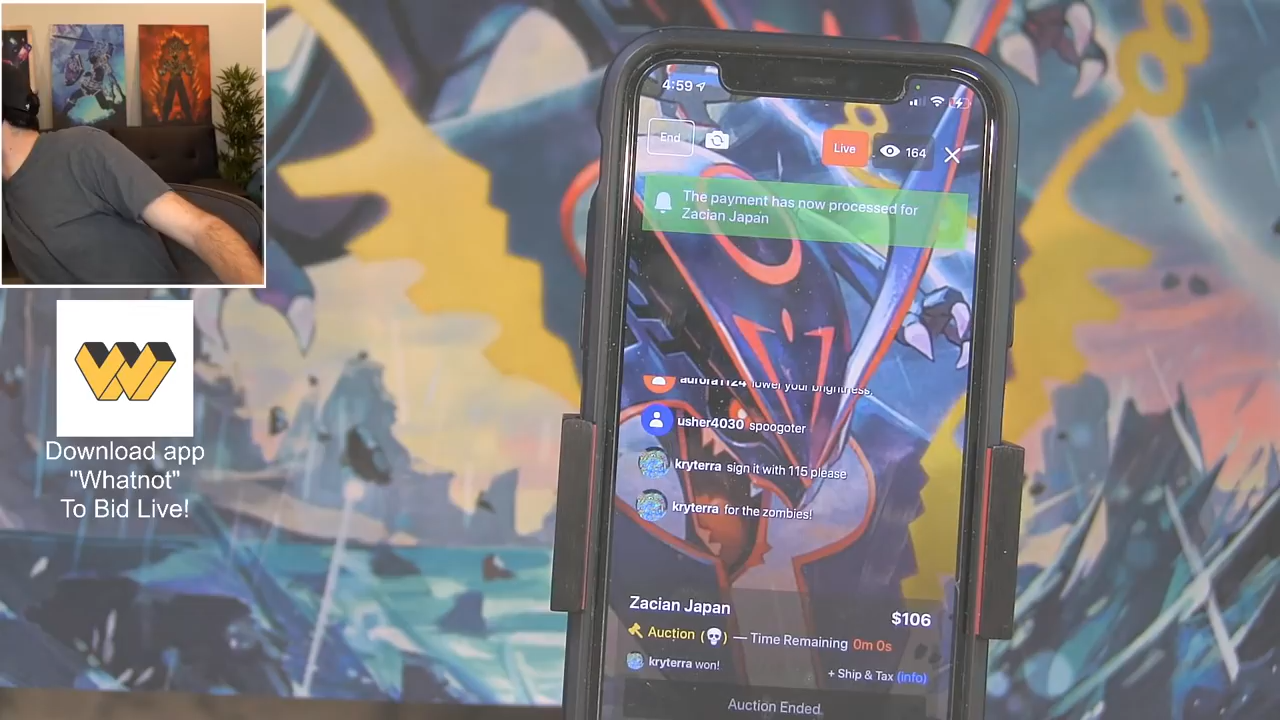 Download app
"Whatnot"
To Bid Live!
4:59
End
Live
164
The payment has now processed for
Zacian Japan
aurora1124 lower your brightness,
usher4030 spoogoter
kryterra sign it with 115 please
kryterra for the zombies!
Zacian Japan
$106
Auction ( ) — Time Remaining 0m 0s
kryterra won!
+ Ship & Tax (info)
Auction Ended